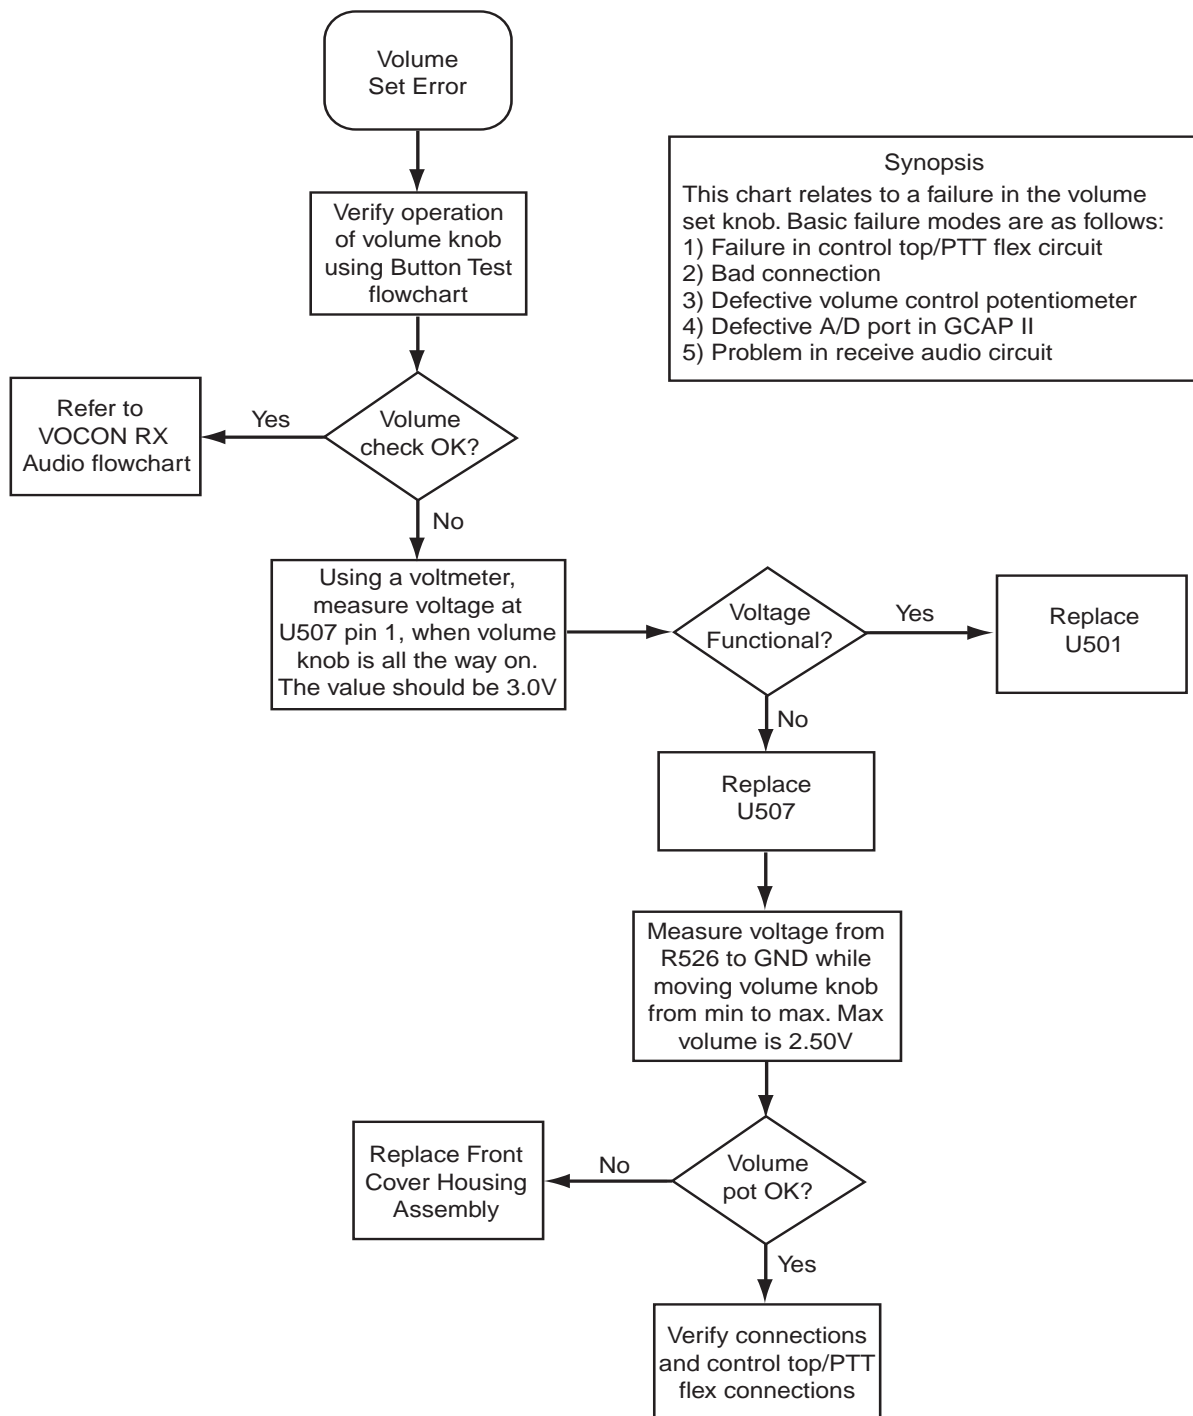 Volume
Set Error
Synopsis
This chart relates to a failure in the volume
set knob. Basic failure modes are as follows:
1) Failure in control top/PTT flex circuit
2) Bad connection
3) Defective volume control potentiometer
4) Defective A/D port in GCAP II
5) Problem in receive audio circuit
Verify operation
of volume knob
using Button Test
flowchart
Volume
check OK?
Yes
Refer to
VOCON RX
Audio flowchart
No
Using a voltmeter,
measure voltage at
U507 pin 1, when volume
knob is all the way on.
The value should be 3.0V
Voltage
Functional?
Yes
Replace
U501
No
Replace
U507
Measure voltage from
R526 to GND while
moving volume knob
from min to max. Max
volume is 2.50V
Volume
pot OK?
No
Replace Front
Cover Housing
Assembly
Yes
Verify connections
and control top/PTT
flex connections